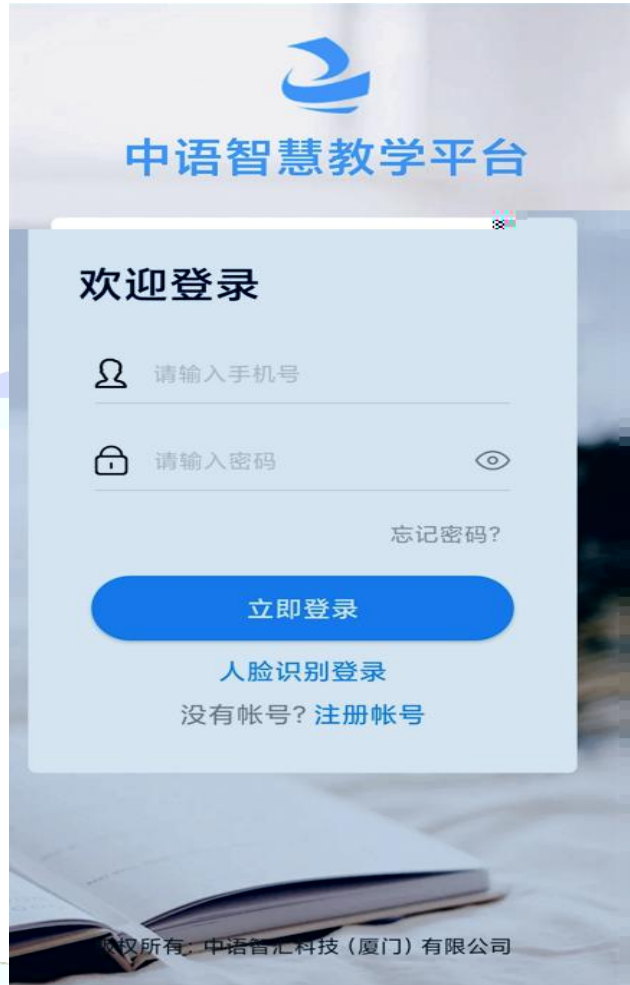 中语智慧教学平台
欢迎登录
请输入手机号
请输入密码
忘记密码?
立即登录
人脸识别登录
没有帐号? 注册帐号
版权所有: 中语智汇科技 (厦门) 有限公司